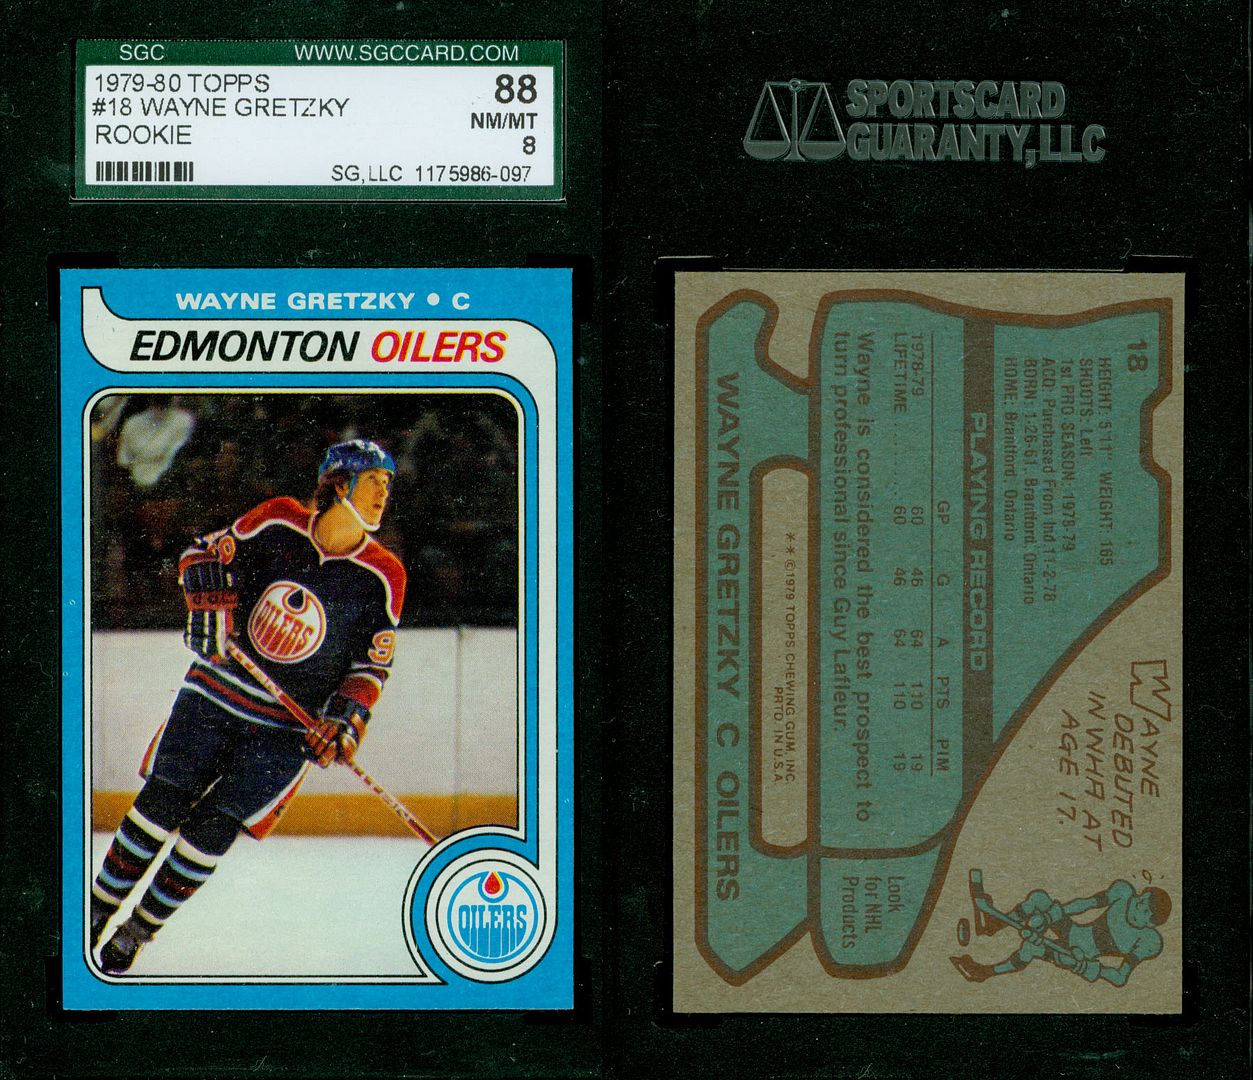 SGC WWW.SGCCARD.COM
1979-80 TOPPS 88
#18 WAYNE GRETZKY NM/MT
ROOKIE 8
SG, LLC 1175986-097
WAYNE GRETZKY • C
EDMONTON OILERS
OILERS
9
9
OILERS
SPORTSCARD
GUARANTY, LLC
18
HEIGHT: 5'11" WEIGHT: 165
SHOOTS: Left
1st PRO SEASON: 1978-79
ACQ: Purchased From Ind. 11-2-78
BORN: 1-26-61, Brantford, Ontario
HOME: Brantford, Ontario
WAYNE
DEBUTED
IN WHA AT
AGE 17.
PLAYING RECORD
GP G A PTS PIM
1978-79 60 46 64 110 19
LIFETIME 60 46 64 110 19
Wayne is considered the best prospect to
turn professional since Guy Lafleur.
Look
for NHL
Products
* * ©1979 TOPPS CHEWING GUM, INC.
PRTD. IN U.S.A.
WAYNE GRETZKY C OILERS